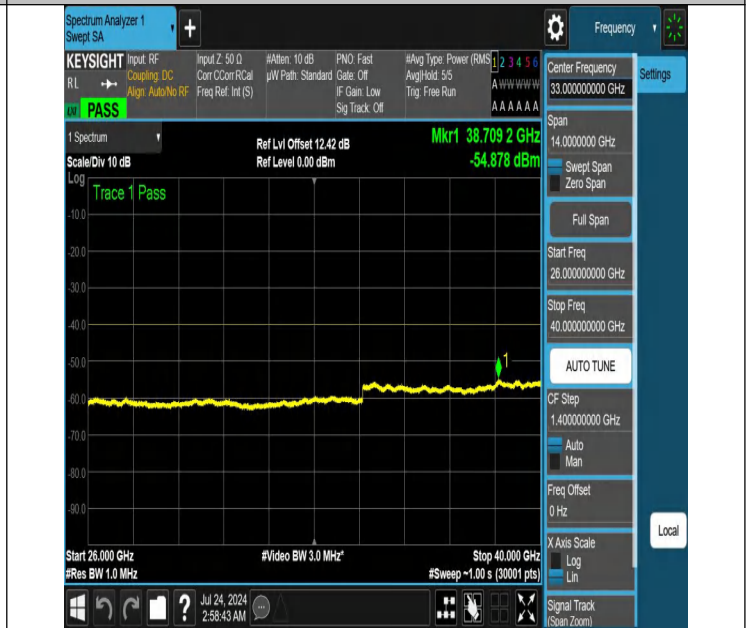 Spectrum Analyzer 1
Swept SA
+
Frequency
KEYSIGHT
RL
PASS
Input: RF
Coupling: DC
Align: Auto/No RF
Input Z: 50 Ω
Corr CCorr RCal
Freq Ref: Int (S)
#Atten: 10 dB
µW Path: Standard
PNO: Fast
Gate: Off
IF Gain: Low
Sig Track: Off
#Avg Type: Power (RMS
Avg|Hold: 5/5
Trig: Free Run
1 2 3 4 5 6
A W W W W W
A A A A A A
1 Spectrum
Scale/Div 10 dB
Ref Lvl Offset 12.42 dB
Ref Level 0.00 dBm
Mkr1 38.709 2 GHz
-54.878 dBm
Log
Trace 1 Pass
-10.0
-20.0
-30.0
-40.0
-50.0
-60.0
-70.0
-80.0
-90.0
1
Start 26.000 GHz
#Res BW 1.0 MHz
#Video BW 3.0 MHz*
Stop 40.000 GHz
#Sweep ~1.00 s (30001 pts)
Jul 24, 2024
2:58:43 AM
?
Center Frequency
33.000000000 GHz
Settings
Span
14.0000000 GHz
Swept Span
Zero Span
Full Span
Start Freq
26.000000000 GHz
Stop Freq
40.000000000 GHz
AUTO TUNE
CF Step
1.400000000 GHz
Auto
Man
Freq Offset
0 Hz
X Axis Scale
Log
Lin
Local
Signal Track
(Span Zoom)